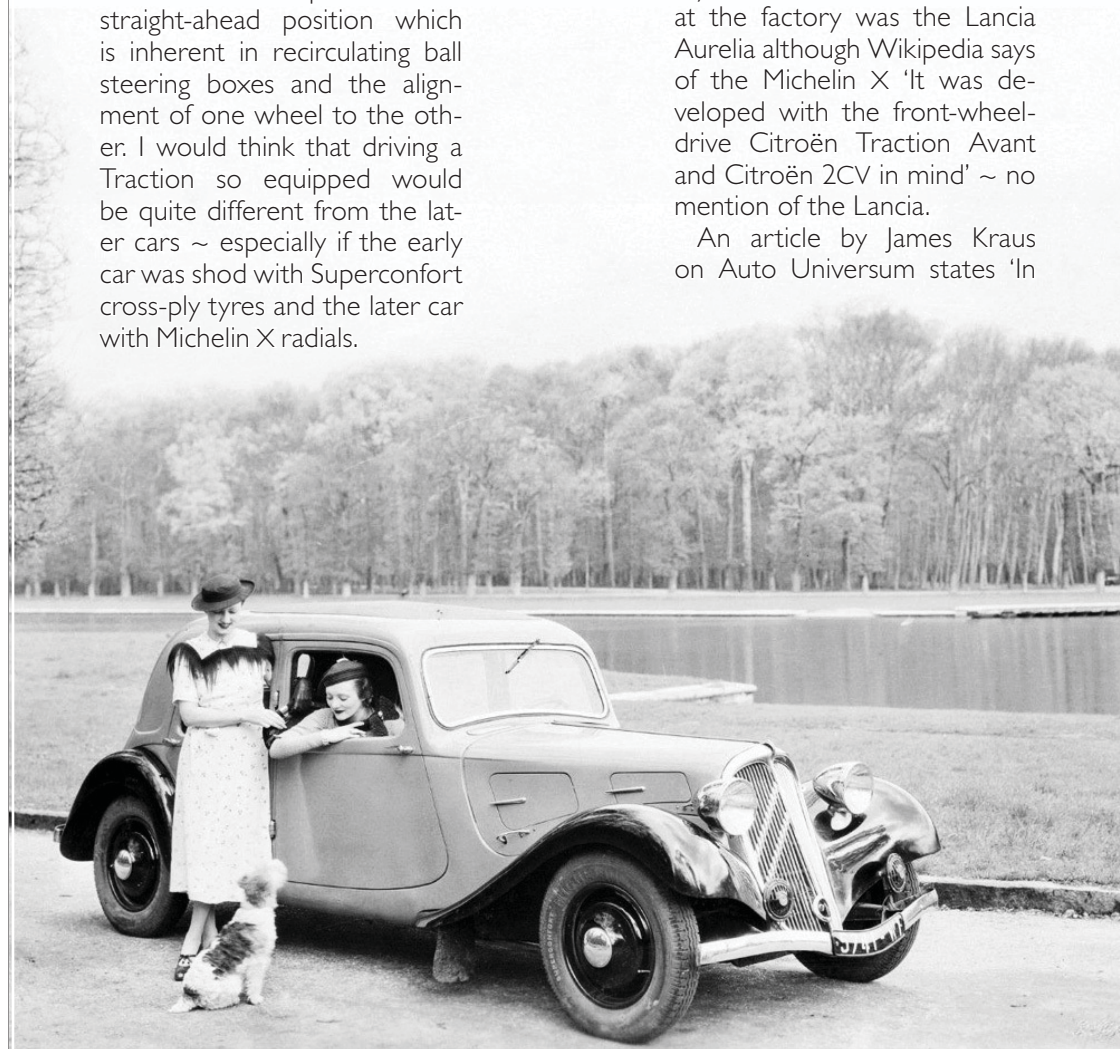 straight-ahead position which
is inherent in recirculating ball
steering boxes and the align-
ment of one wheel to the oth-
er. I would think that driving a
Traction so equipped would
be quite different from the lat-
er cars ~ especially if the early
car was shod with Superconfort
cross-ply tyres and the later car
with Michelin X radials.
at the factory was the Lancia
Aurelia although Wikipedia says
of the Michelin X ‘It was de-
veloped with the front-wheel-
drive Citroën Traction Avant
and Citroën 2CV in mind’ ~ no
mention of the Lancia.
An article by James Kraus
on Auto Universum states ‘In